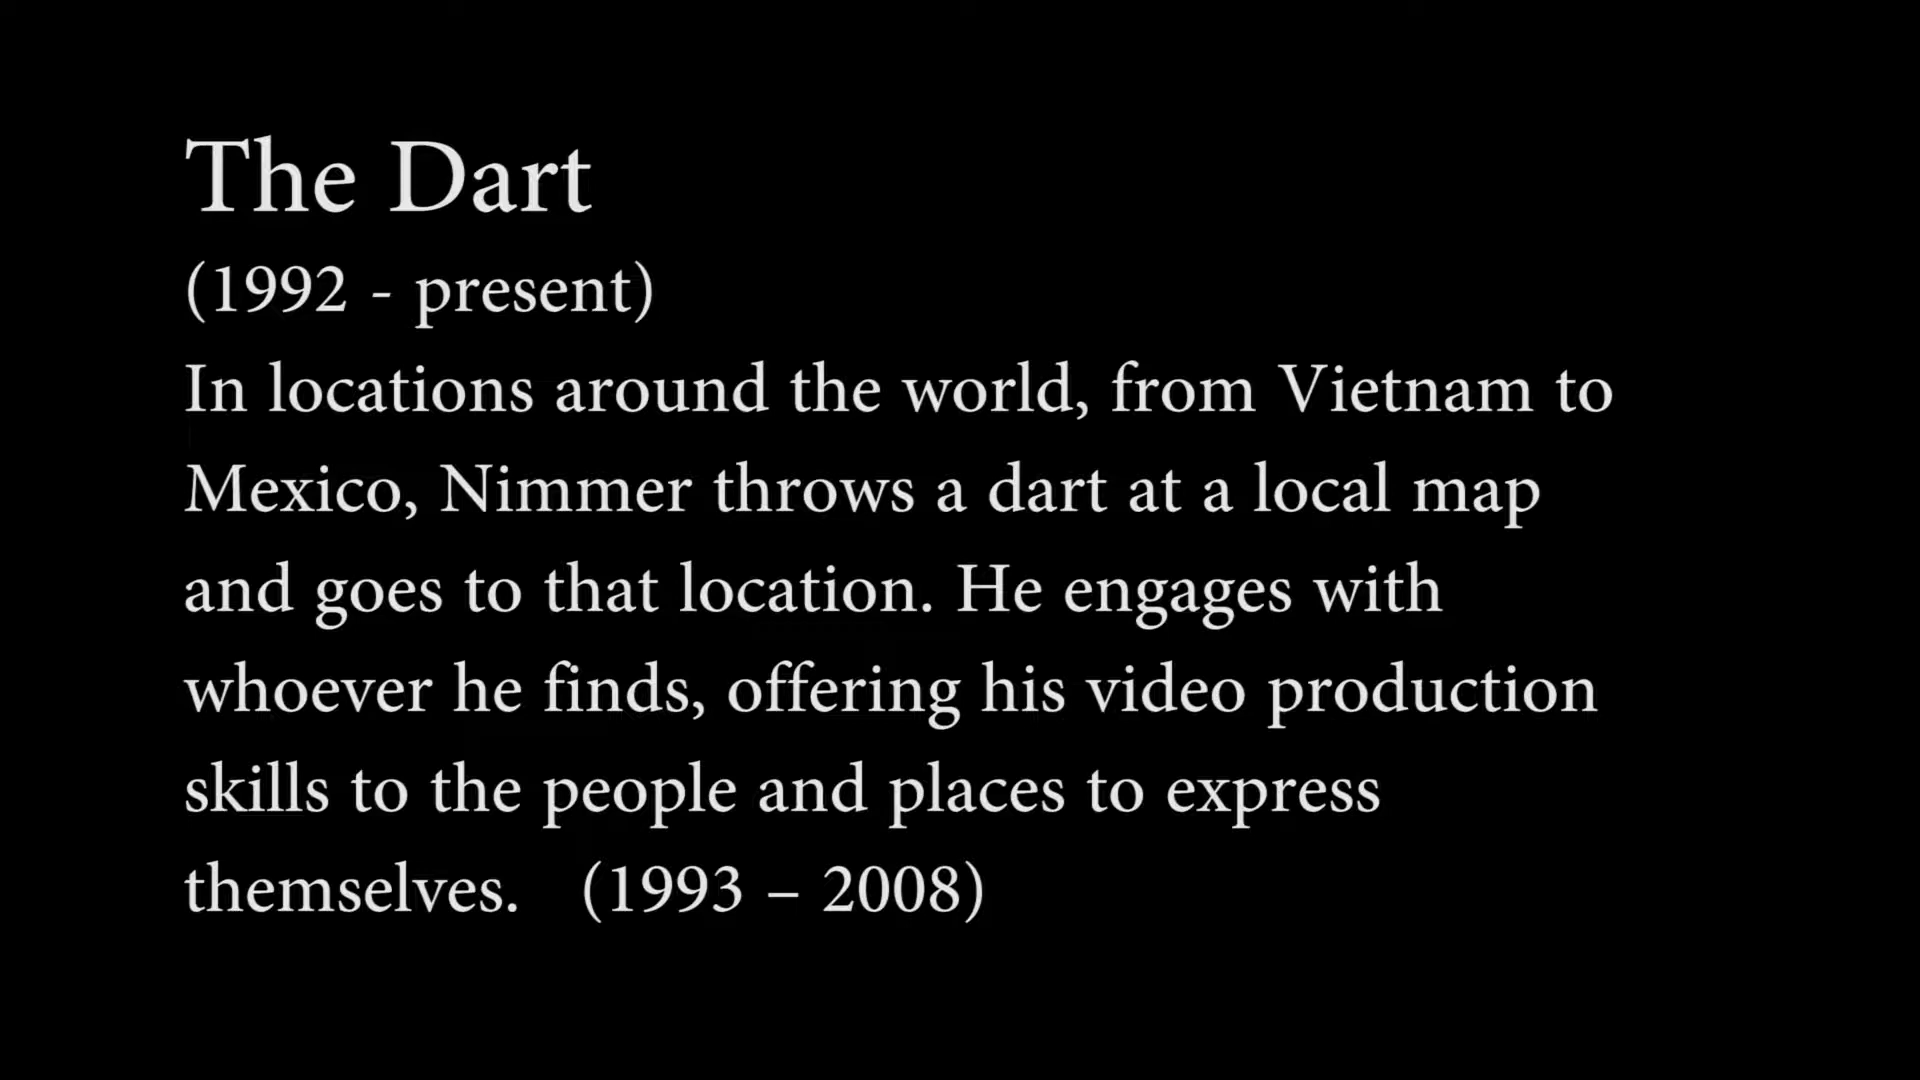 The Dart
(1992 - present)
In locations around the world, from Vietnam to
Mexico, Nimmer throws a dart at a local map
and goes to that location. He engages with
whoever he finds, offering his video production
skills to the people and places to express
themselves.   (1993 – 2008)